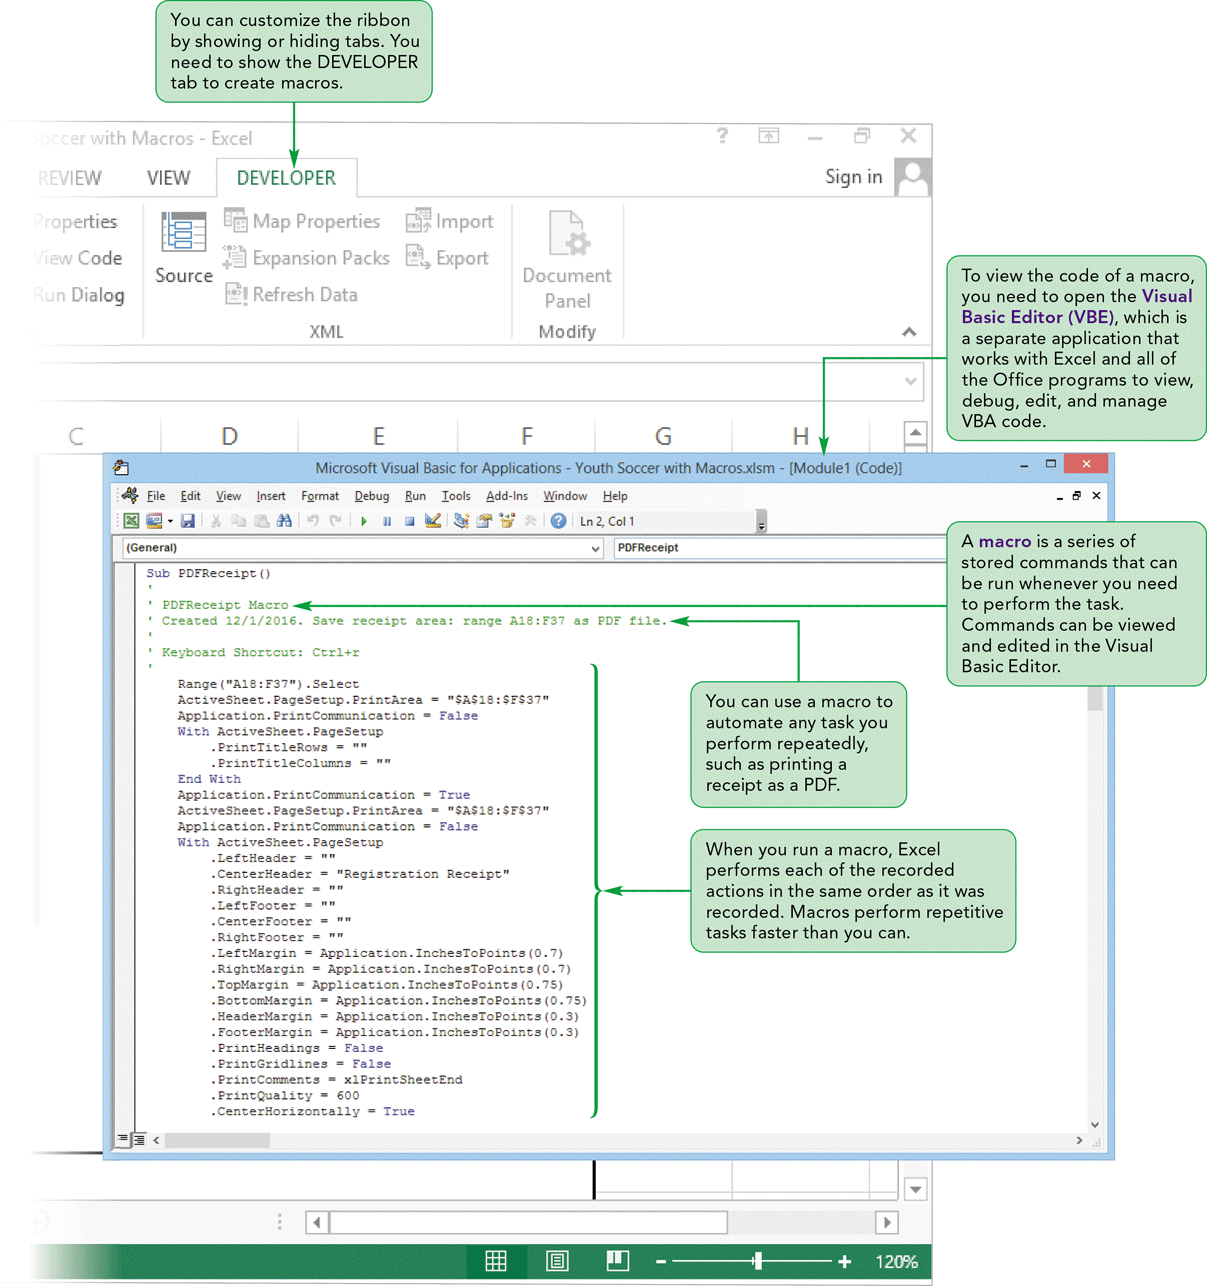 You can customize the ribbon
by showing or hiding tabs. You
need to show the DEVELOPER
tab to create macros.
Soccer with Macros - Excel
?
REVIEW VIEW DEVELOPER Sign in
Properties
View Code
Run Dialog
Source
Map Properties
Expansion Packs
Refresh Data
Import
Export
XML
Document
Panel
Modify
To view the code of a macro,
you need to open the Visual
Basic Editor (VBE), which is
a separate application that
works with Excel and all of
the Office programs to view,
debug, edit, and manage
VBA code.
C D E F G H
Microsoft Visual Basic for Applications - Youth Soccer with Macros.xlsm - [Module1 (Code)]
File Edit View Insert Format Debug Run Tools Add-Ins Window Help
Ln 2, Col 1
(General) PDFReceipt
A macro is a series of
stored commands that can
be run whenever you need
to perform the task.
Commands can be viewed
and edited in the Visual
Basic Editor.
Sub PDFReceipt()
'
' PDFReceipt Macro
' Created 12/1/2016. Save receipt area: range A18:F37 as PDF file.
'
' Keyboard Shortcut: Ctrl+r
'
Range("A18:F37").Select
ActiveSheet.PageSetup.PrintArea = "$A$18:$F$37"
Application.PrintCommunication = False
With ActiveSheet.PageSetup
.PrintTitleRows = ""
.PrintTitleColumns = ""
End With
Application.PrintCommunication = True
ActiveSheet.PageSetup.PrintArea = "$A$18:$F$37"
Application.PrintCommunication = False
With ActiveSheet.PageSetup
.LeftHeader = ""
.CenterHeader = "Registration Receipt"
.RightHeader = ""
.LeftFooter = ""
.CenterFooter = ""
.RightFooter = ""
.LeftMargin = Application.InchesToPoints(0.7)
.RightMargin = Application.InchesToPoints(0.7)
.TopMargin = Application.InchesToPoints(0.75)
.BottomMargin = Application.InchesToPoints(0.75)
.HeaderMargin = Application.InchesToPoints(0.3)
.FooterMargin = Application.InchesToPoints(0.3)
.PrintHeadings = False
.PrintGridlines = False
.PrintComments = xlPrintSheetEnd
.PrintQuality = 600
.CenterHorizontally = True
You can use a macro to
automate any task you
perform repeatedly,
such as printing a
receipt as a PDF.
When you run a macro, Excel
performs each of the recorded
actions in the same order as it was
recorded. Macros perform repetitive
tasks faster than you can.
120%